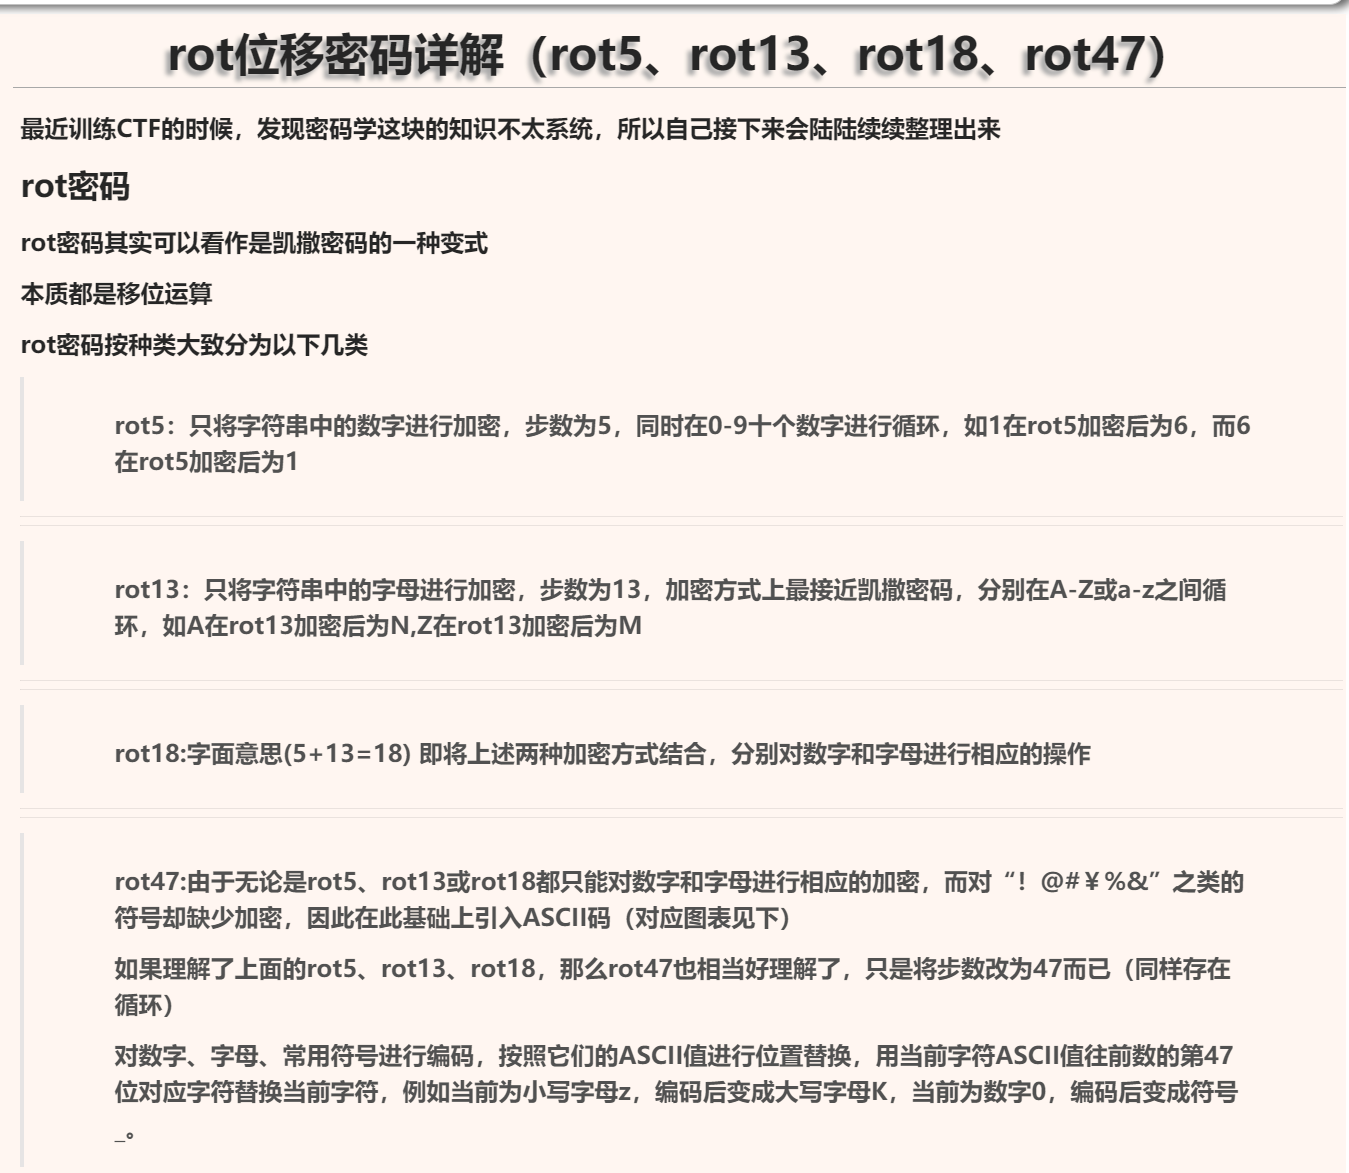 rot位移密码详解（rot5、rot13、rot18、rot47）
最近训练CTF的时候，发现密码学这块的知识不太系统，所以自己接下来会陆陆续续整理出来
rot密码
rot密码其实可以看作是凯撒密码的一种变式
本质都是移位运算
rot密码按种类大致分为以下几类
rot5：只将字符串中的数字进行加密，步数为5，同时在0-9十个数字进行循环，如1在rot5加密后为6，而6
在rot5加密后为1
rot13：只将字符串中的字母进行加密，步数为13，加密方式上最接近凯撒密码，分别在A-Z或a-z之间循
环，如A在rot13加密后为N,Z在rot13加密后为M
rot18:字面意思(5+13=18) 即将上述两种加密方式结合，分别对数字和字母进行相应的操作
rot47:由于无论是rot5、rot13或rot18都只能对数字和字母进行相应的加密，而对“！@#￥%&”之类的
符号却缺少加密，因此在此基础上引入ASCII码（对应图表见下）
如果理解了上面的rot5、rot13、rot18，那么rot47也相当好理解了，只是将步数改为47而已（同样存在
循环）
对数字、字母、常用符号进行编码，按照它们的ASCII值进行位置替换，用当前字符ASCII值往前数的第47
位对应字符替换当前字符，例如当前为小写字母z，编码后变成大写字母K，当前为数字0，编码后变成符号
_。